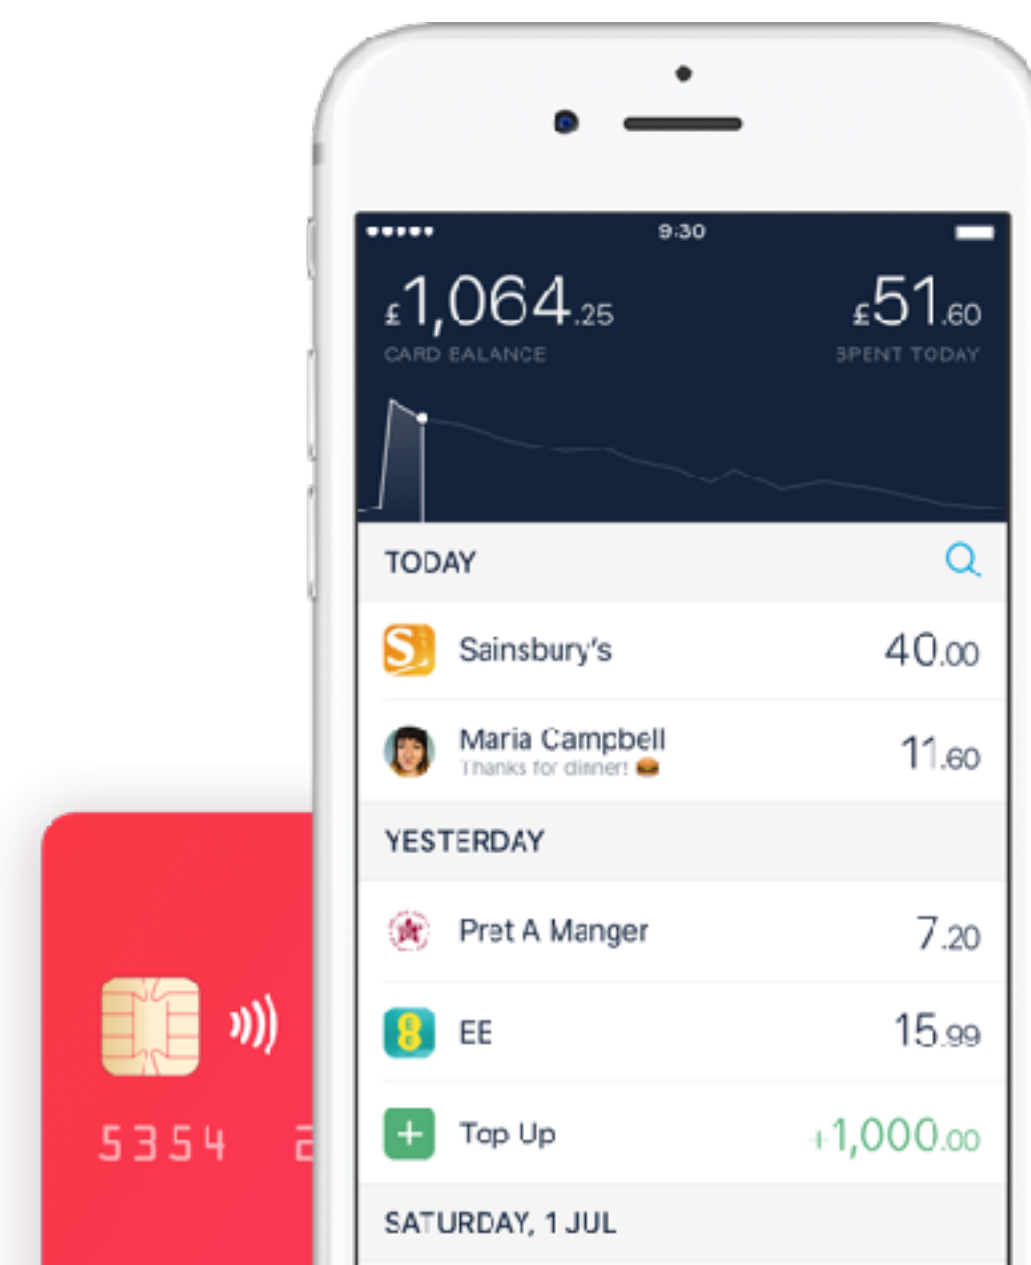 9:30
£1,064.25 £51.60
CARD BALANCE SPENT TODAY
TODAY
Sainsbury's 40.00
Maria Campbell 11.60
Thanks for dinner! 🍔
YESTERDAY
Pret A Manger 7.20
EE 15.99
Top Up +1,000.00
SATURDAY, 1 JUL
5354